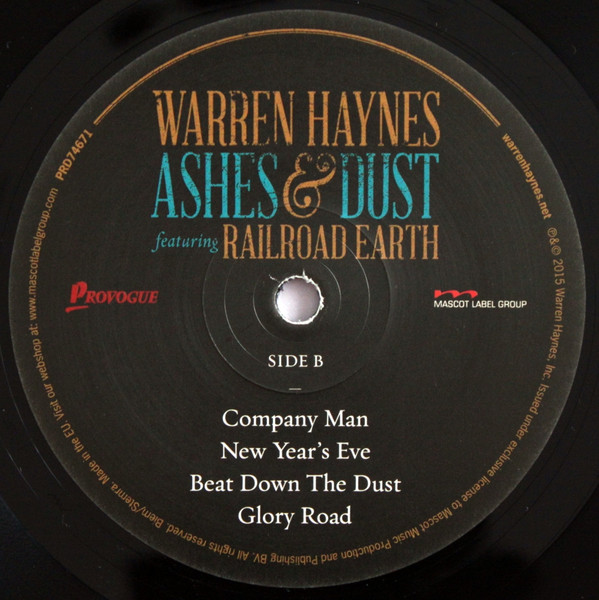 WARREN HAYNES
ASHES & DUST
featuring RAILROAD EARTH
PROVOGUE
MASCOT LABEL GROUP
SIDE B
Company Man
New Year's Eve
Beat Down The Dust
Glory Road
PRD74671
warrenhaynes.net
℗&© 2015 Warren Haynes, Inc. Issued under exclusive license to Mascot Music Production and Publishing BV. All rights reserved. Biem/Stemra. Made in the EU. Visit our webshop at: www.mascotlabelgroup.com